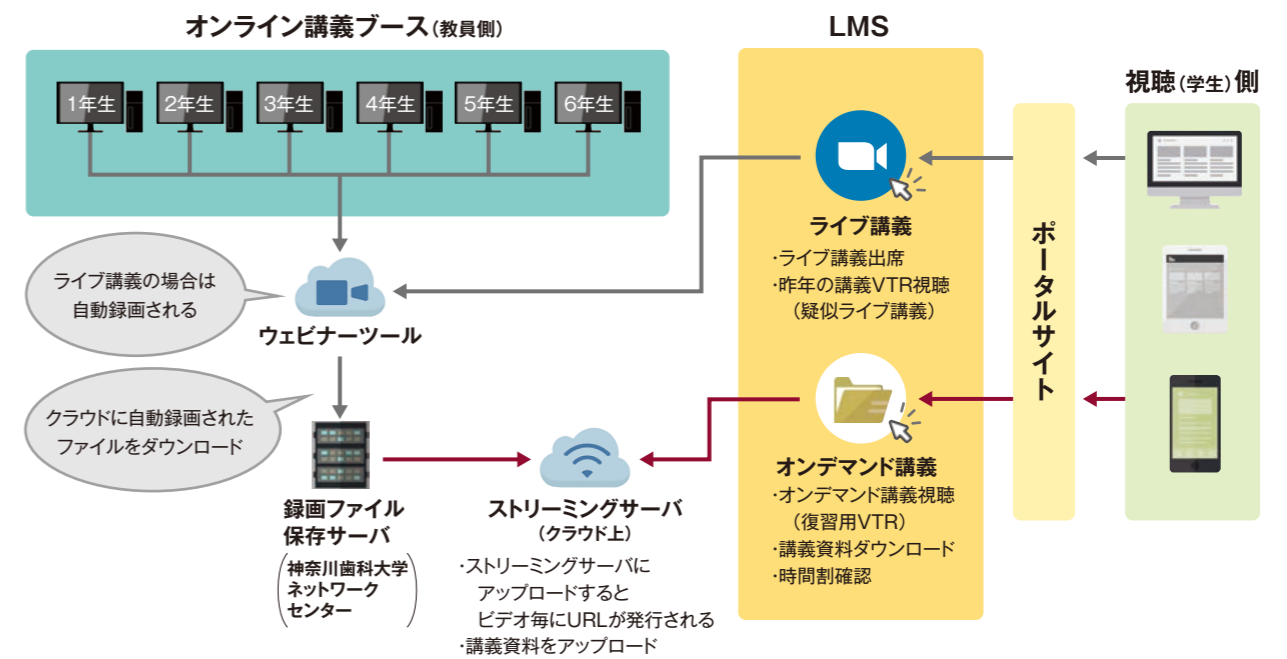 オンライン講義ブース(教員側)
1年生
2年生
3年生
4年生
5年生
6年生
ライブ講義の場合は
自動録画される
ウェビナーツール
クラウドに自動録画された
ファイルをダウンロード
録画ファイル
保存サーバ
(神奈川歯科大学
ネットワーク
センター)
ストリーミングサーバ
(クラウド上)
・ストリーミングサーバに
アップロードすると
ビデオ毎にURLが発行される
・講義資料をアップロード
LMS
ライブ講義
・ライブ講義出席
・昨年の講義VTR視聴
(疑似ライブ講義)
オンデマンド講義
・オンデマンド講義視聴
(復習用VTR)
・講義資料ダウンロード
・時間割確認
ポータルサイト
視聴(学生)側